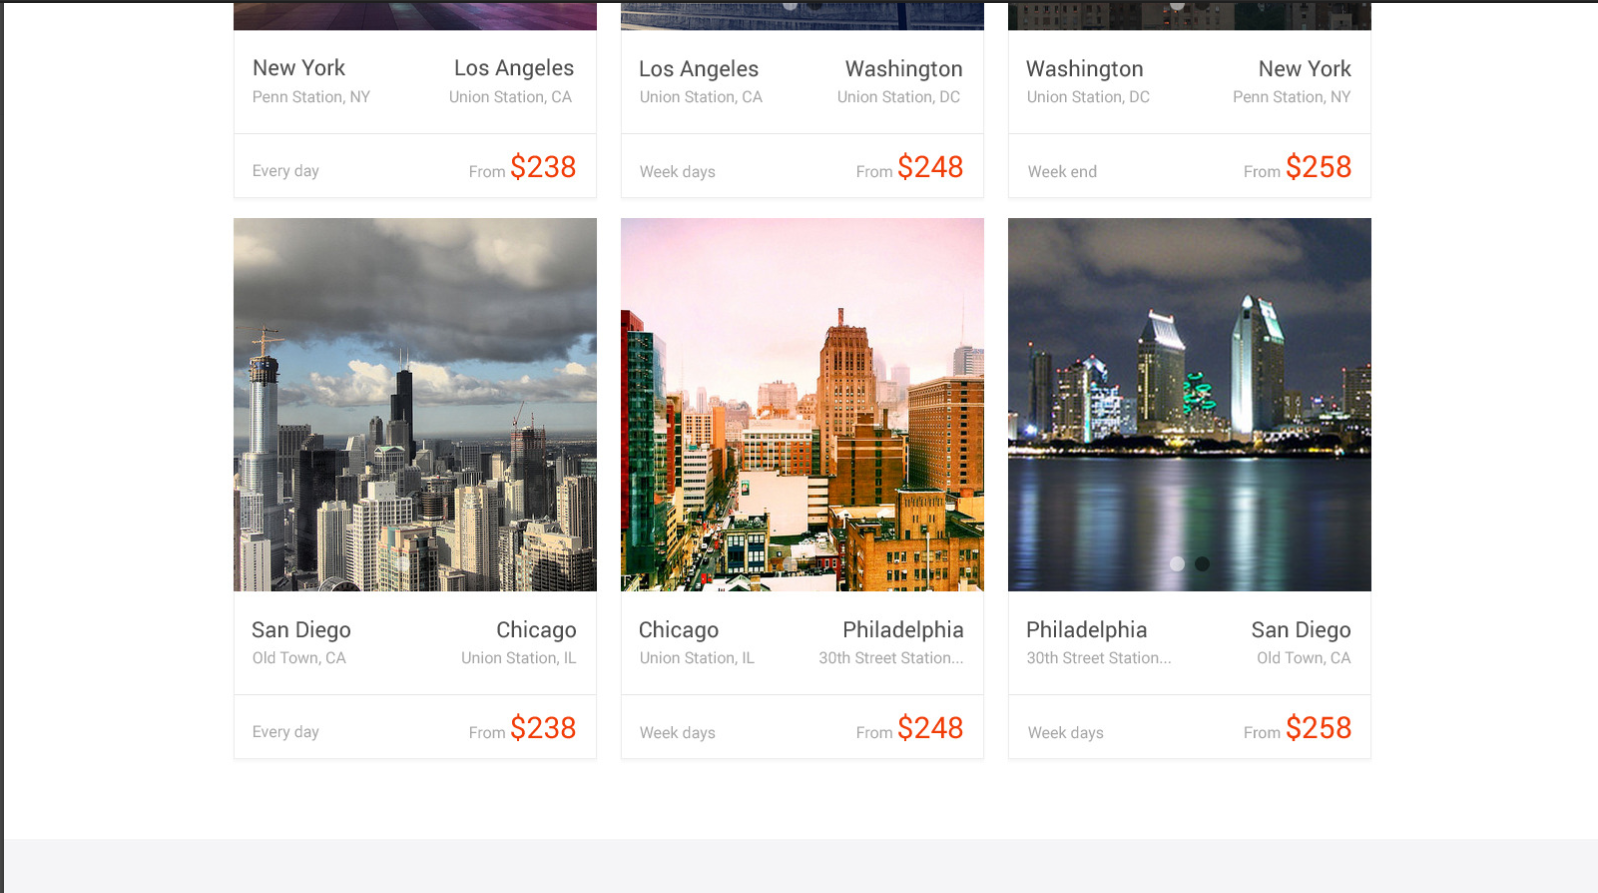 New York Los Angeles
Penn Station, NY Union Station, CA
Every day From $238
Los Angeles Washington
Union Station, CA Union Station, DC
Week days From $248
Washington New York
Union Station, DC Penn Station, NY
Week end From $258
San Diego Chicago
Old Town, CA Union Station, IL
Every day From $238
Chicago Philadelphia
Union Station, IL 30th Street Station...
Week days From $248
Philadelphia San Diego
30th Street Station... Old Town, CA
Week days From $258